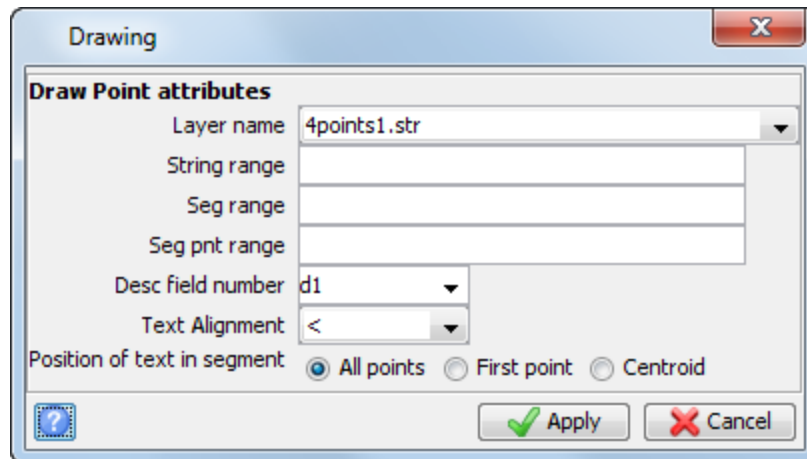 Drawing
Draw Point attributes
Layer name 4points1.str
String range
Seg range
Seg pnt range
Desc field number d1
Text Alignment <
Position of text in segment All points First point Centroid
? Apply Cancel